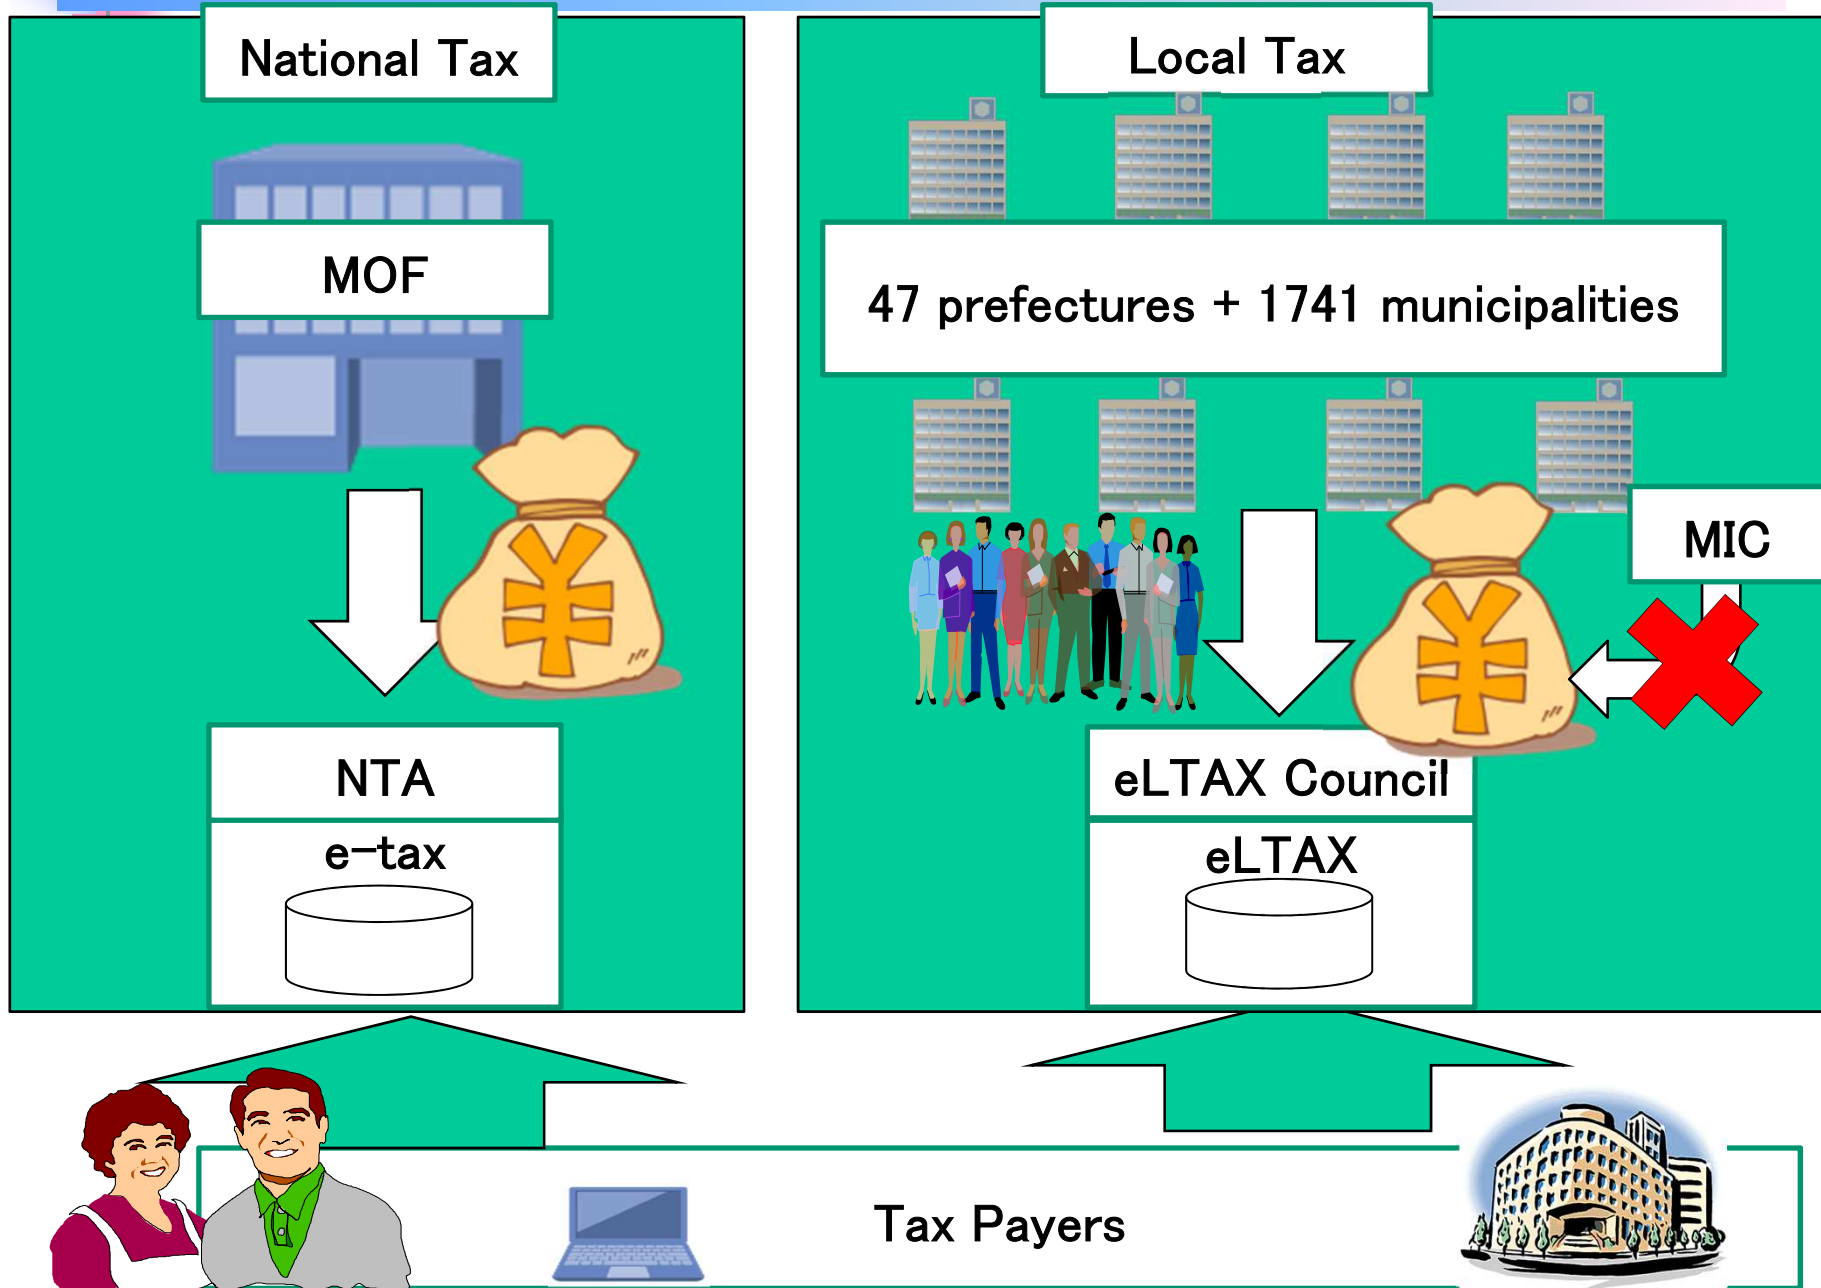 National Tax
MOF
NTA
e-tax
Local Tax
47 prefectures + 1741 municipalities
MIC
eLTAX Council
eLTAX
Tax Payers